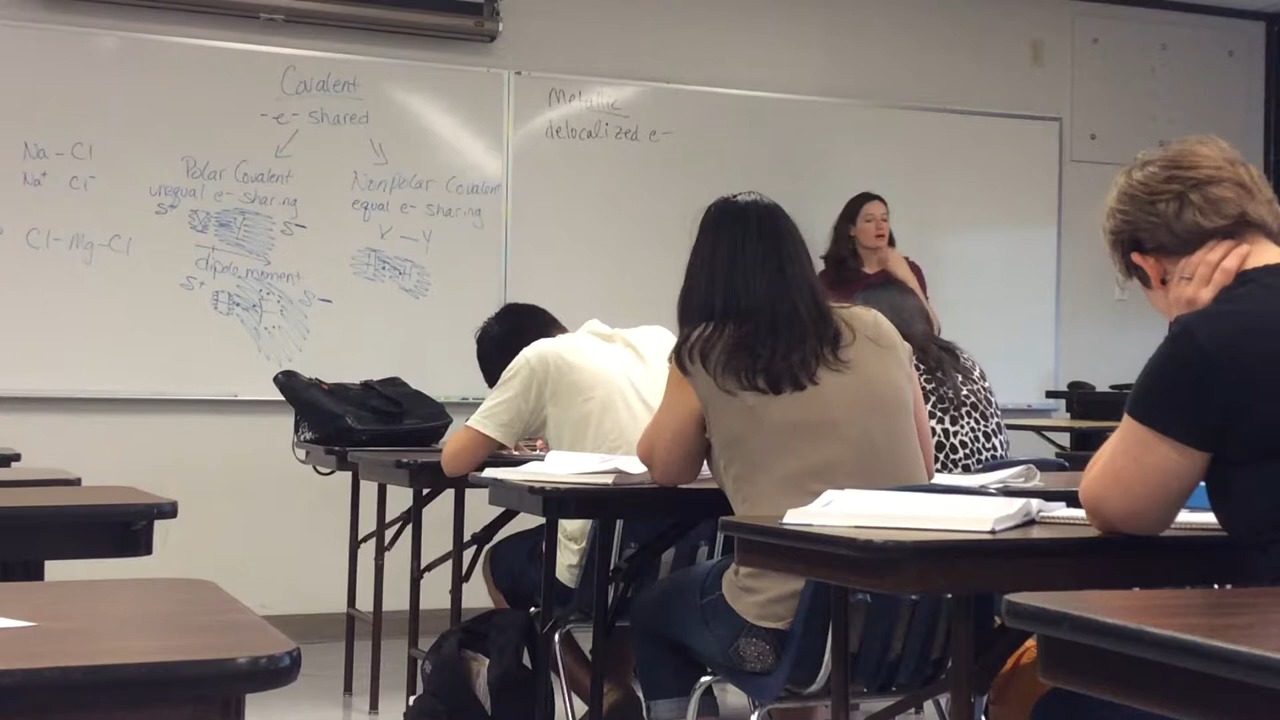 Na - Cl
Na⁺ Cl⁻
Cl-Mg-Cl
Covalent
-e- shared
Polar Covalent
unequal e- sharing
S+ S-
dipole moment
S+ S-
NonPolar Covalent
equal e- sharing
Y - Y
Metallic
delocalized e-